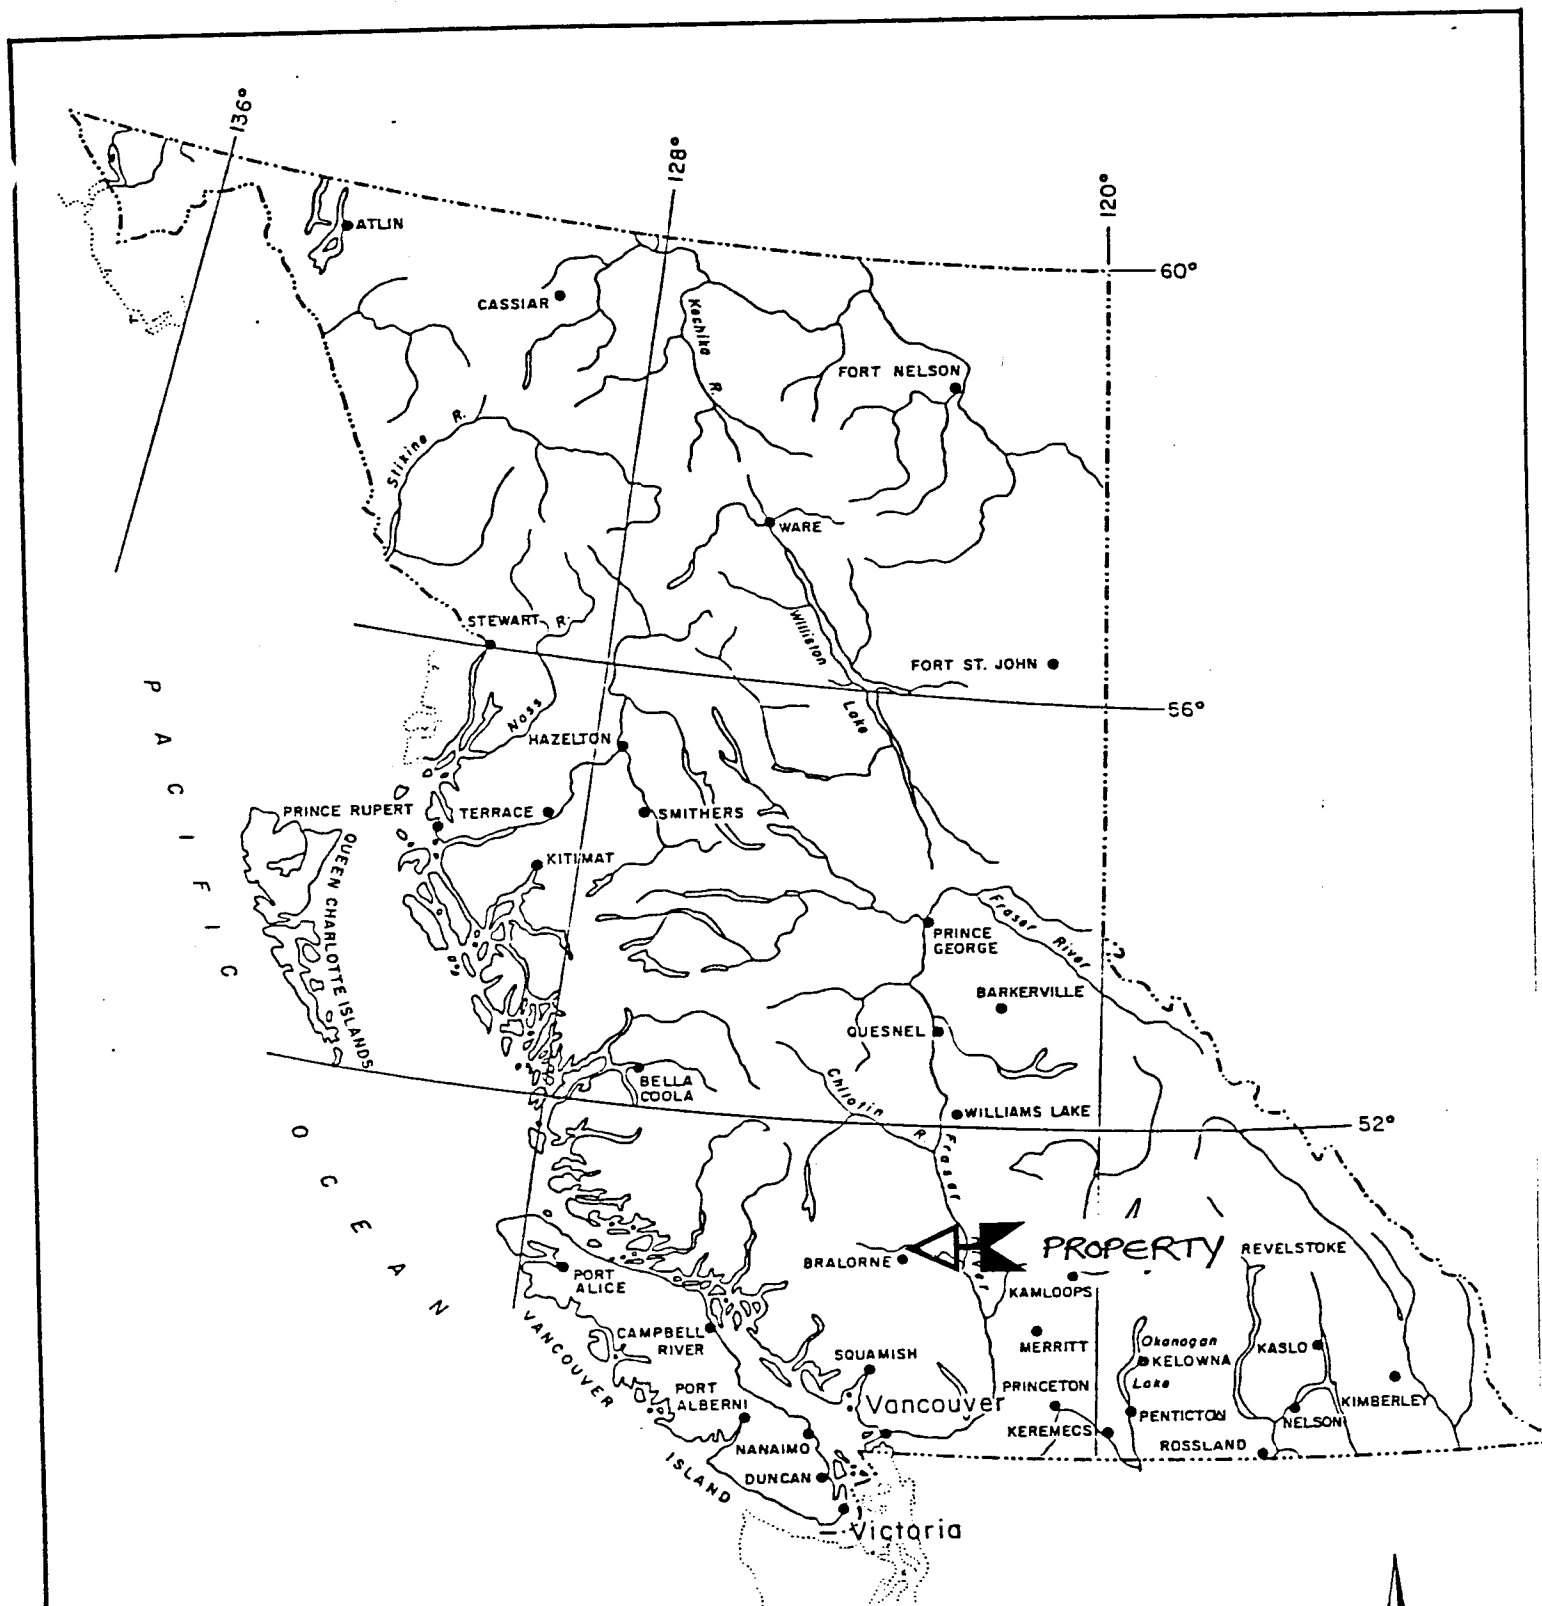 136°
128°
120°
ATLIN
60°
CASSIAR
Kechika
R.
FORT NELSON
Stikine
R.
WARE
STEWART
R.
Williston
Lake
FORT ST. JOHN
56°
Nass
HAZELTON
PRINCE RUPERT
TERRACE
SMITHERS
KITIMAT
QUEEN CHARLOTTE ISLANDS
PACIFIC
OCEAN
Fraser River
PRINCE
GEORGE
BARKERVILLE
QUESNEL
BELLA
COOLA
Chilotin
R.
WILLIAMS LAKE
52°
Fraser
PROPERTY
REVELSTOKE
BRALORNE
KAMLOOPS
PORT
ALICE
VANCOUVER
ISLAND
CAMPBELL
RIVER
MERRITT
Okanogan
KELOWNA
Lake
KASLO
SQUAMISH
PORT
ALBERNI
Vancouver
PRINCETON
KIMBERLEY
PENTICTON
NELSON
KEREMECS
NANAIMO
ROSSLAND
DUNCAN
Victoria